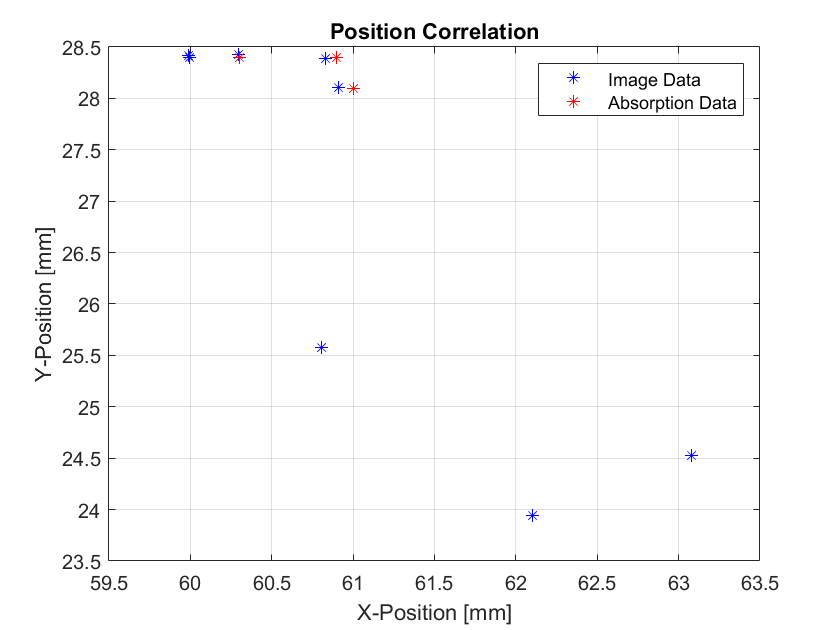 Position Correlation
28.5
28
27.5
27
26.5
26
25.5
25
24.5
24
23.5
Y-Position [mm]
Image Data
Absorption Data
59.5 60 60.5 61 61.5 62 62.5 63 63.5
X-Position [mm]